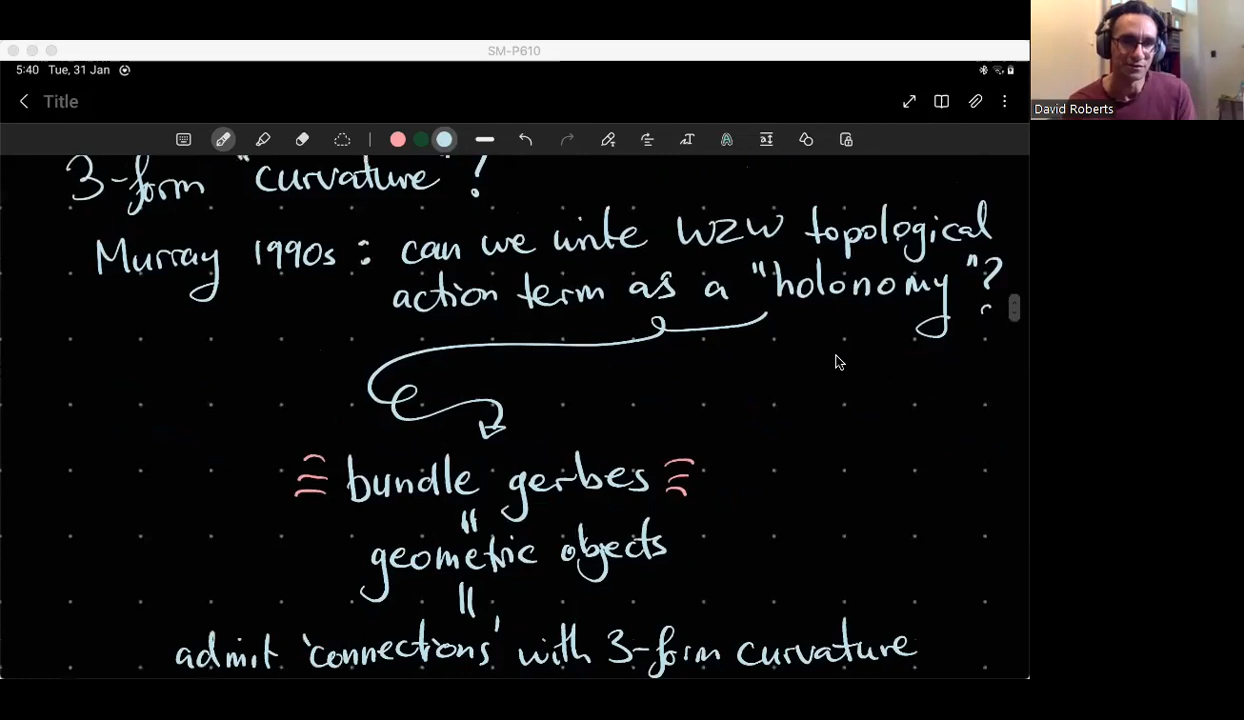 SM-P610
5:40 Tue, 31 Jan
Title
David Roberts
3-form "curvature"?
Murray 1990s : can we write WZW topological
action term as a "holonomy"?
bundle gerbes
geometric objects
admit 'connections' with 3-form curvature